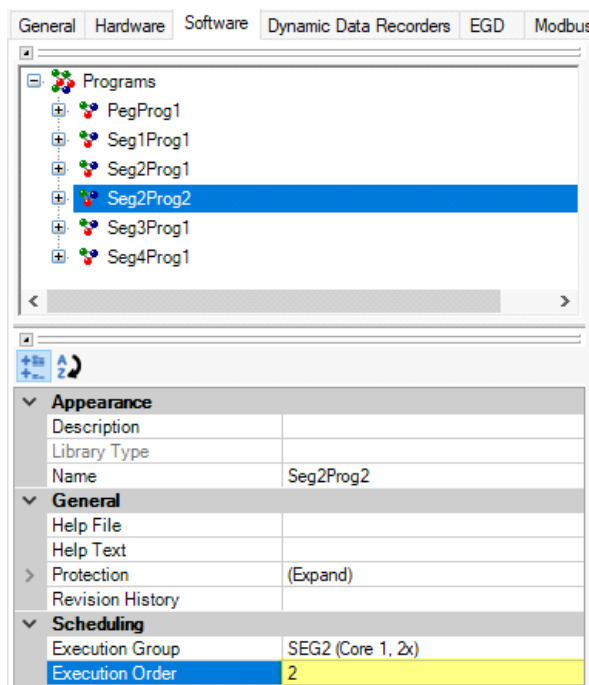 General Hardware Software Dynamic Data Recorders EGD Modbus
Programs
PegProg1
Seg1Prog1
Seg2Prog1
Seg2Prog2
Seg3Prog1
Seg4Prog1
Appearance
Description
Library Type
Name Seg2Prog2
General
Help File
Help Text
Protection (Expand)
Revision History
Scheduling
Execution Group SEG2 (Core 1, 2x)
Execution Order 2